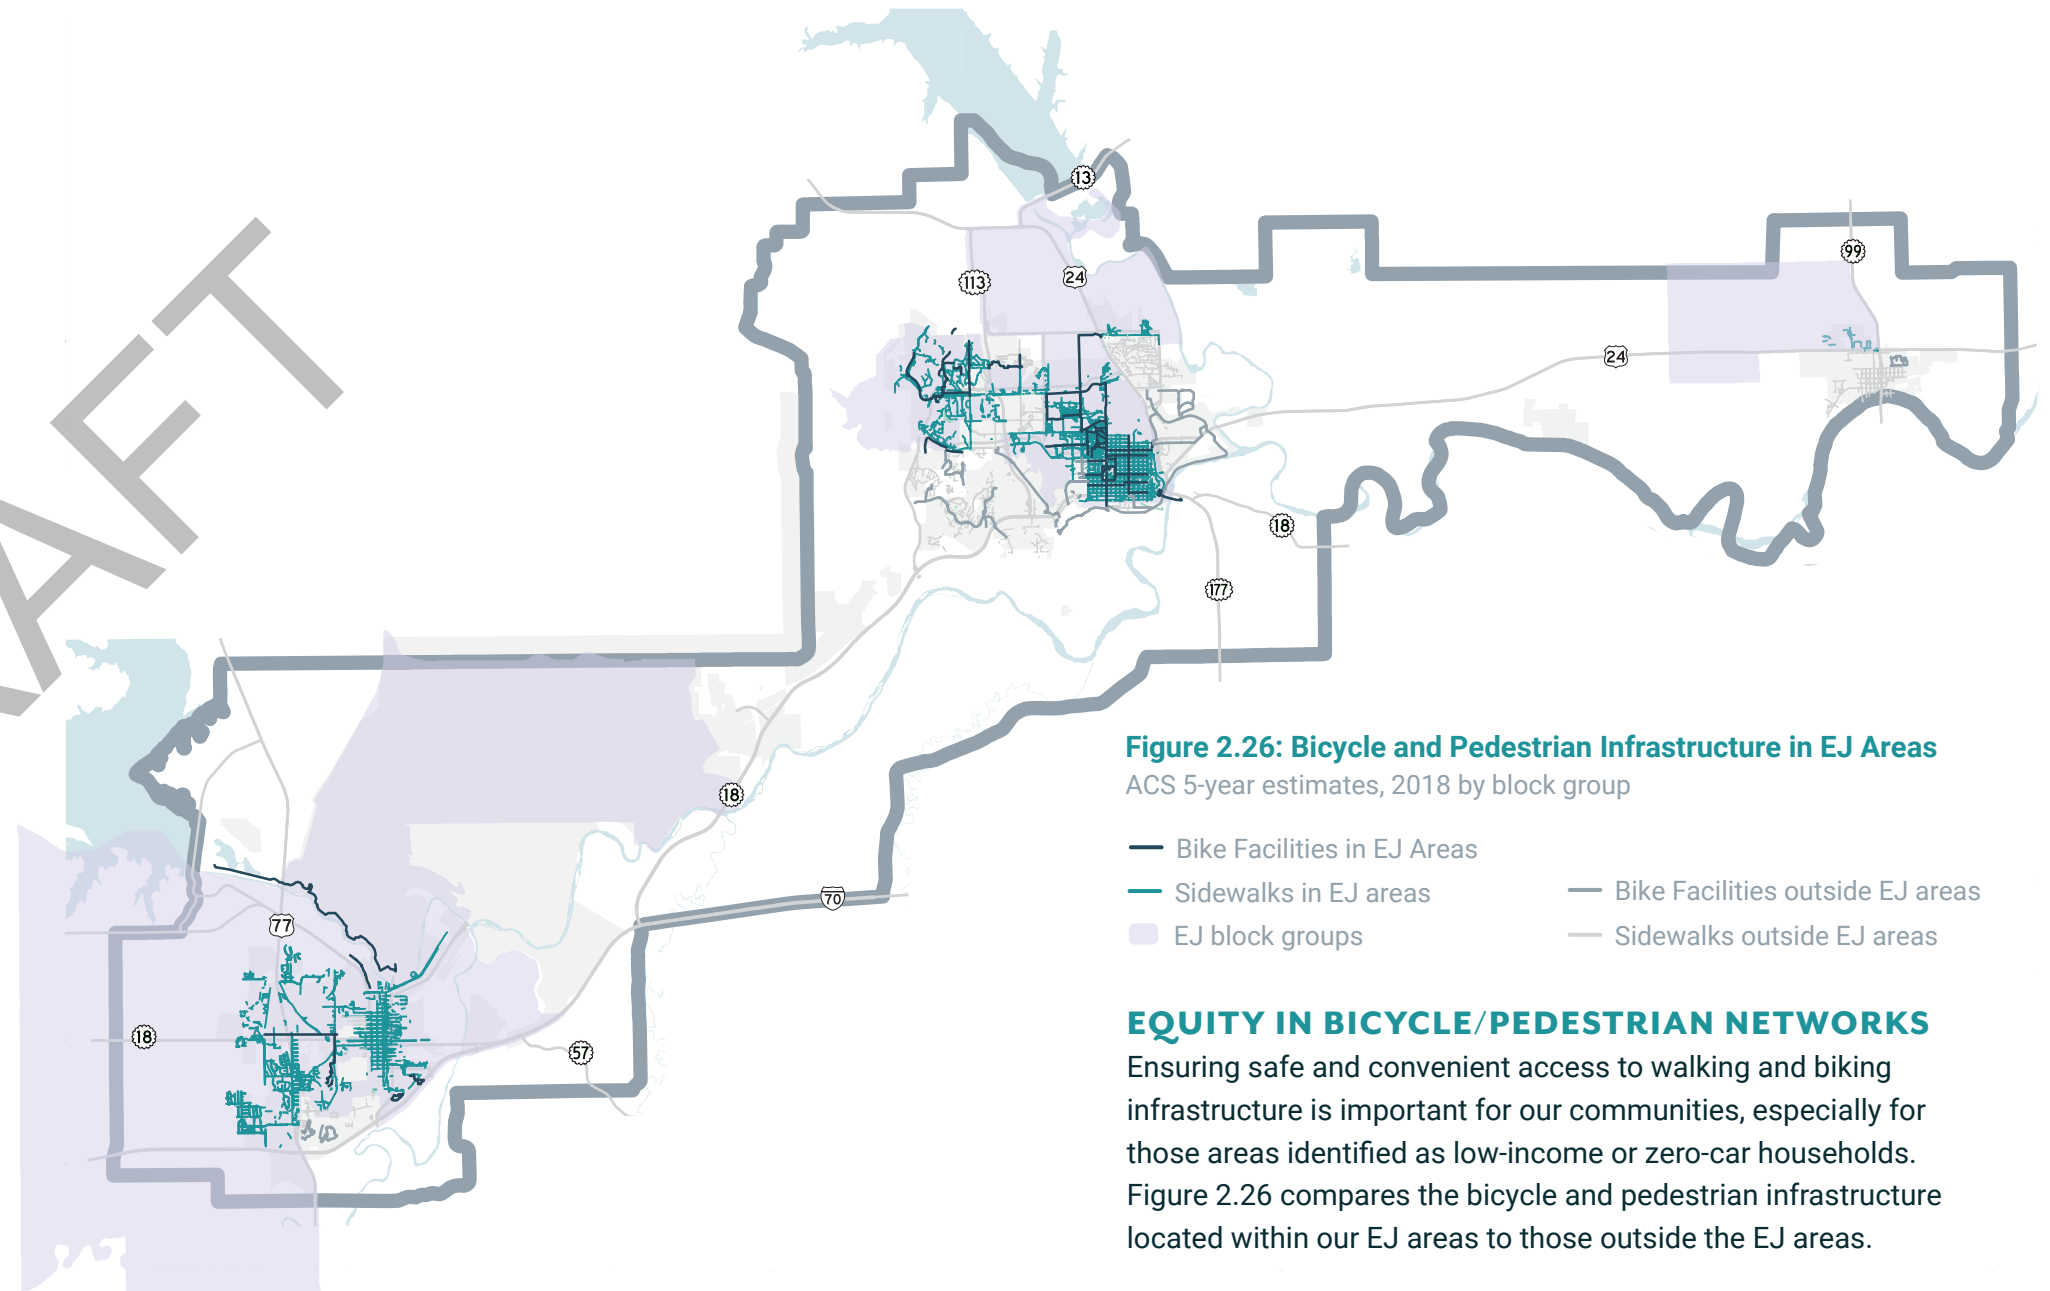 13
99
113
24
24
18
177
18
70
77
18
57
AFT
Figure 2.26: Bicycle and Pedestrian Infrastructure in EJ Areas
ACS 5-year estimates, 2018 by block group
Bike Facilities in EJ Areas
Sidewalks in EJ areas
EJ block groups
Bike Facilities outside EJ areas
Sidewalks outside EJ areas
EQUITY IN BICYCLE/PEDESTRIAN NETWORKS
Ensuring safe and convenient access to walking and biking
infrastructure is important for our communities, especially for
those areas identified as low-income or zero-car households.
Figure 2.26 compares the bicycle and pedestrian infrastructure
located within our EJ areas to those outside the EJ areas.